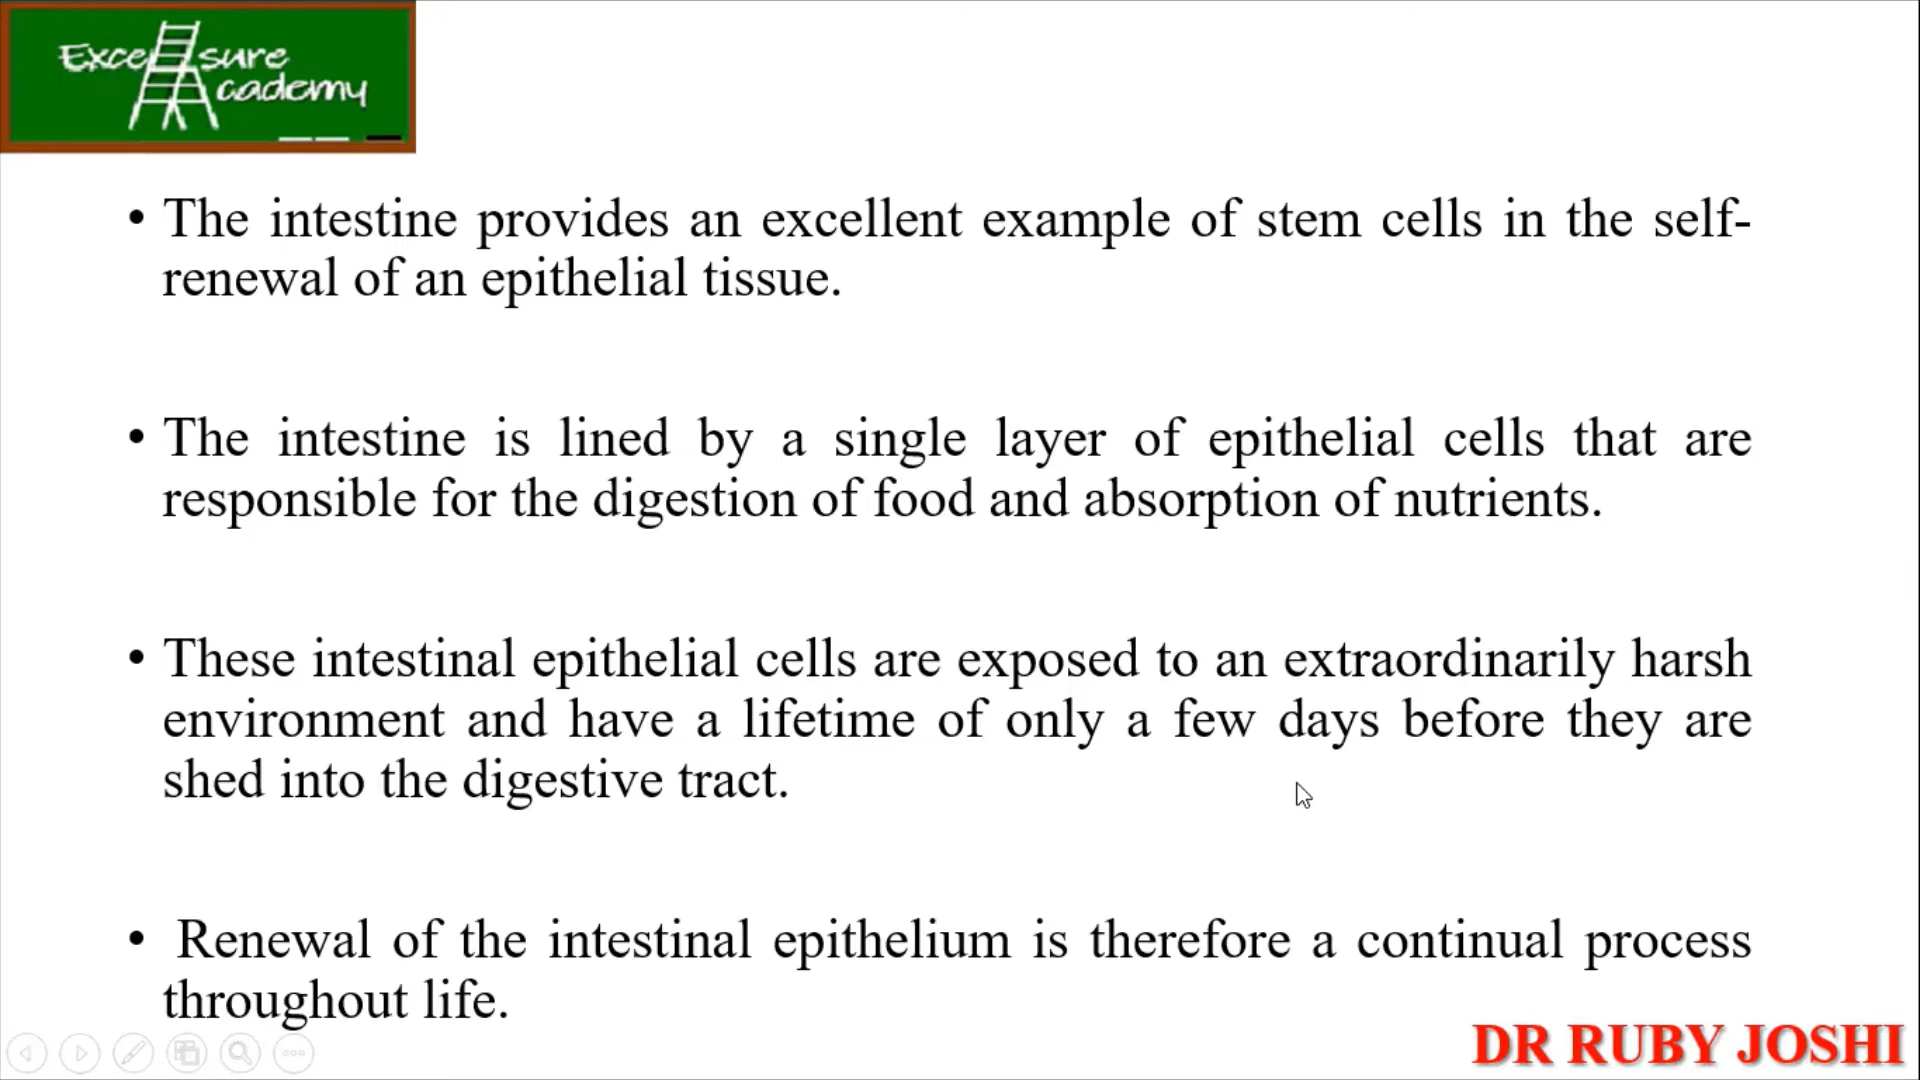 Excel sure
Academy
• The intestine provides an excellent example of stem cells in the self-
renewal of an epithelial tissue.
• The intestine is lined by a single layer of epithelial cells that are
responsible for the digestion of food and absorption of nutrients.
• These intestinal epithelial cells are exposed to an extraordinarily harsh
environment and have a lifetime of only a few days before they are
shed into the digestive tract.
• Renewal of the intestinal epithelium is therefore a continual process
throughout life.
DR RUBY JOSHI